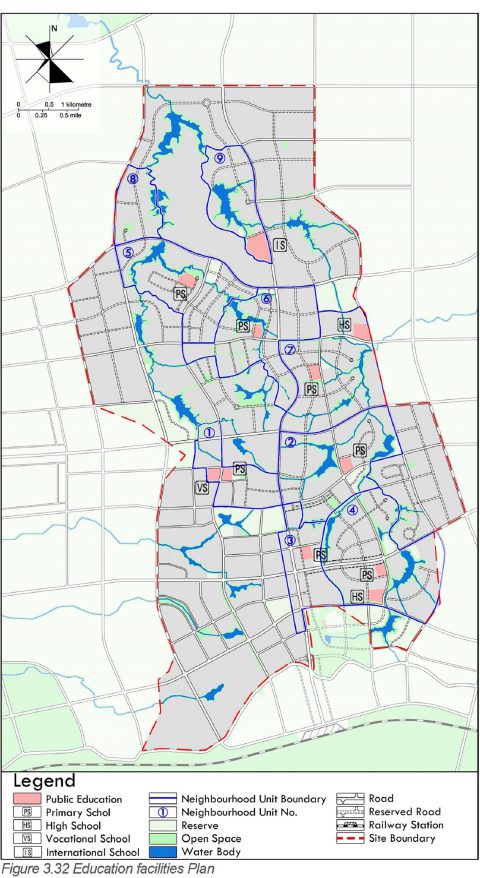 N
0 0.5 1 kilometre
0 0.25 0.5 mile
⑨
⑧
IS
⑤
PS
⑥
PS
HS
⑦
PS
①
②
PS
PS
VS
④
③
PS
PS
HS
Legend
Public Education
PS Primary Schol
HS High School
VS Vocational School
IS International School
Neighbourhood Unit Boundary
① Neighbourhood Unit No.
Reserve
Open Space
Water Body
Road
Reserved Road
Railway Station
Site Boundary
Figure 3.32 Education facilities Plan